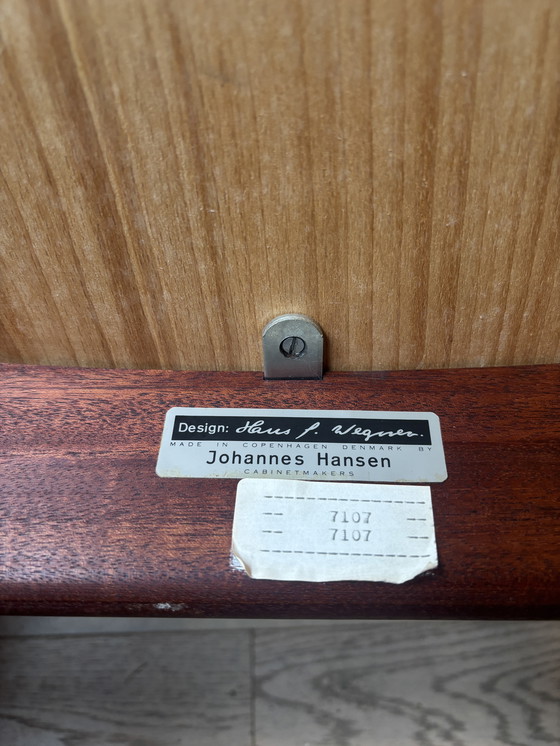 Design: Hans J. Wegner.
MADE IN COPENHAGEN DENMARK BY
Johannes Hansen
CABINETMAKERS
-- 7107 --
-- 7107 --